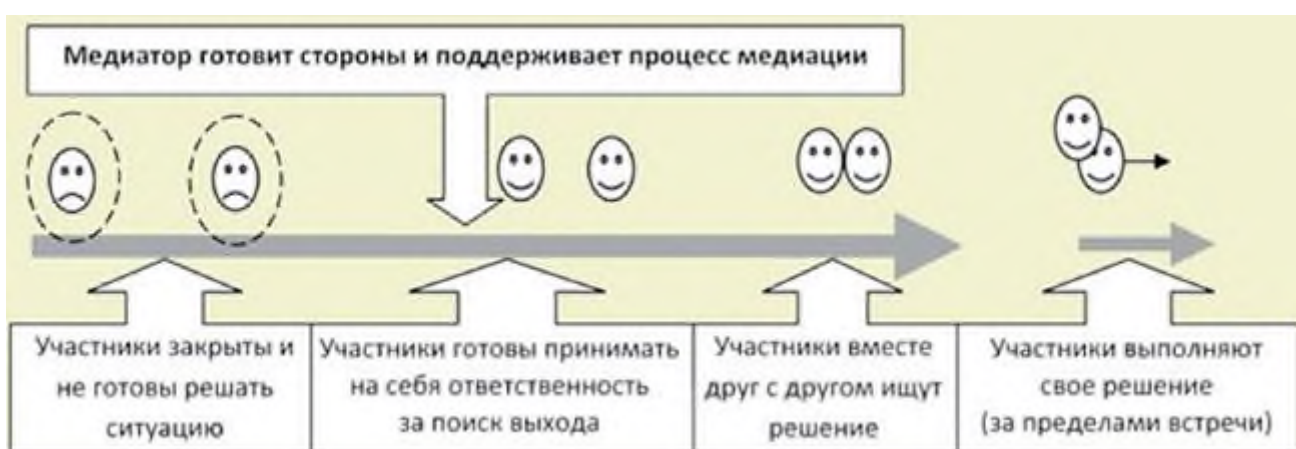 Медиатор готовит стороны и поддерживает процесс медиации
Участники закрыты и
не готовы решать
ситуацию
Участники готовы принимать
на себя ответственность
за поиск выхода
Участники вместе
друг с другом ищут
решение
Участники выполняют
свое решение
(за пределами встречи)